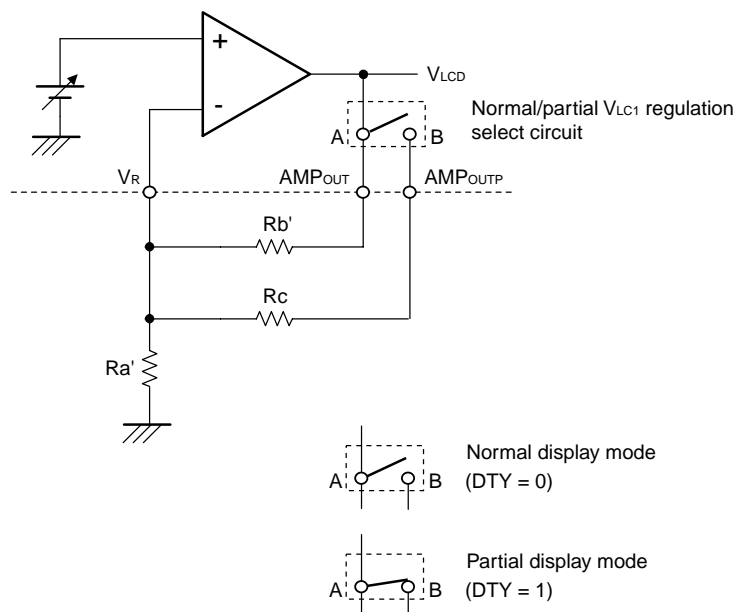 +
-
VLCD
Normal/partial VLC1 regulation
select circuit
A B
VR AMPOUT AMPOUTP
Rb'
Rc
Ra'
A B
Normal display mode
(DTY = 0)
A B
Partial display mode
(DTY = 1)